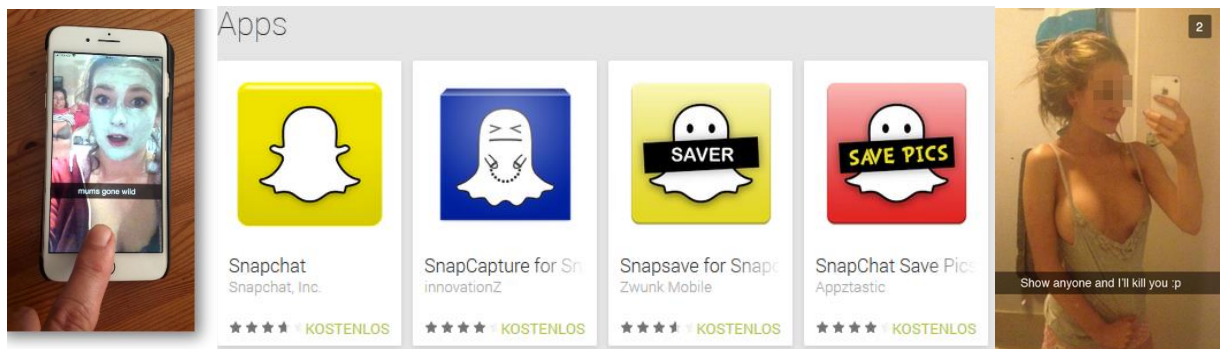 mums gone wild
Apps
SAVER
SAVE PICS
Snapchat
Snapchat, Inc.
KOSTENLOS
SnapCapture for Sn
innovationZ
KOSTENLOS
Snapsave for Snapc
Zwunk Mobile
KOSTENLOS
SnapChat Save Pics
Appztastic
KOSTENLOS
2
Show anyone and I'll kill you :p